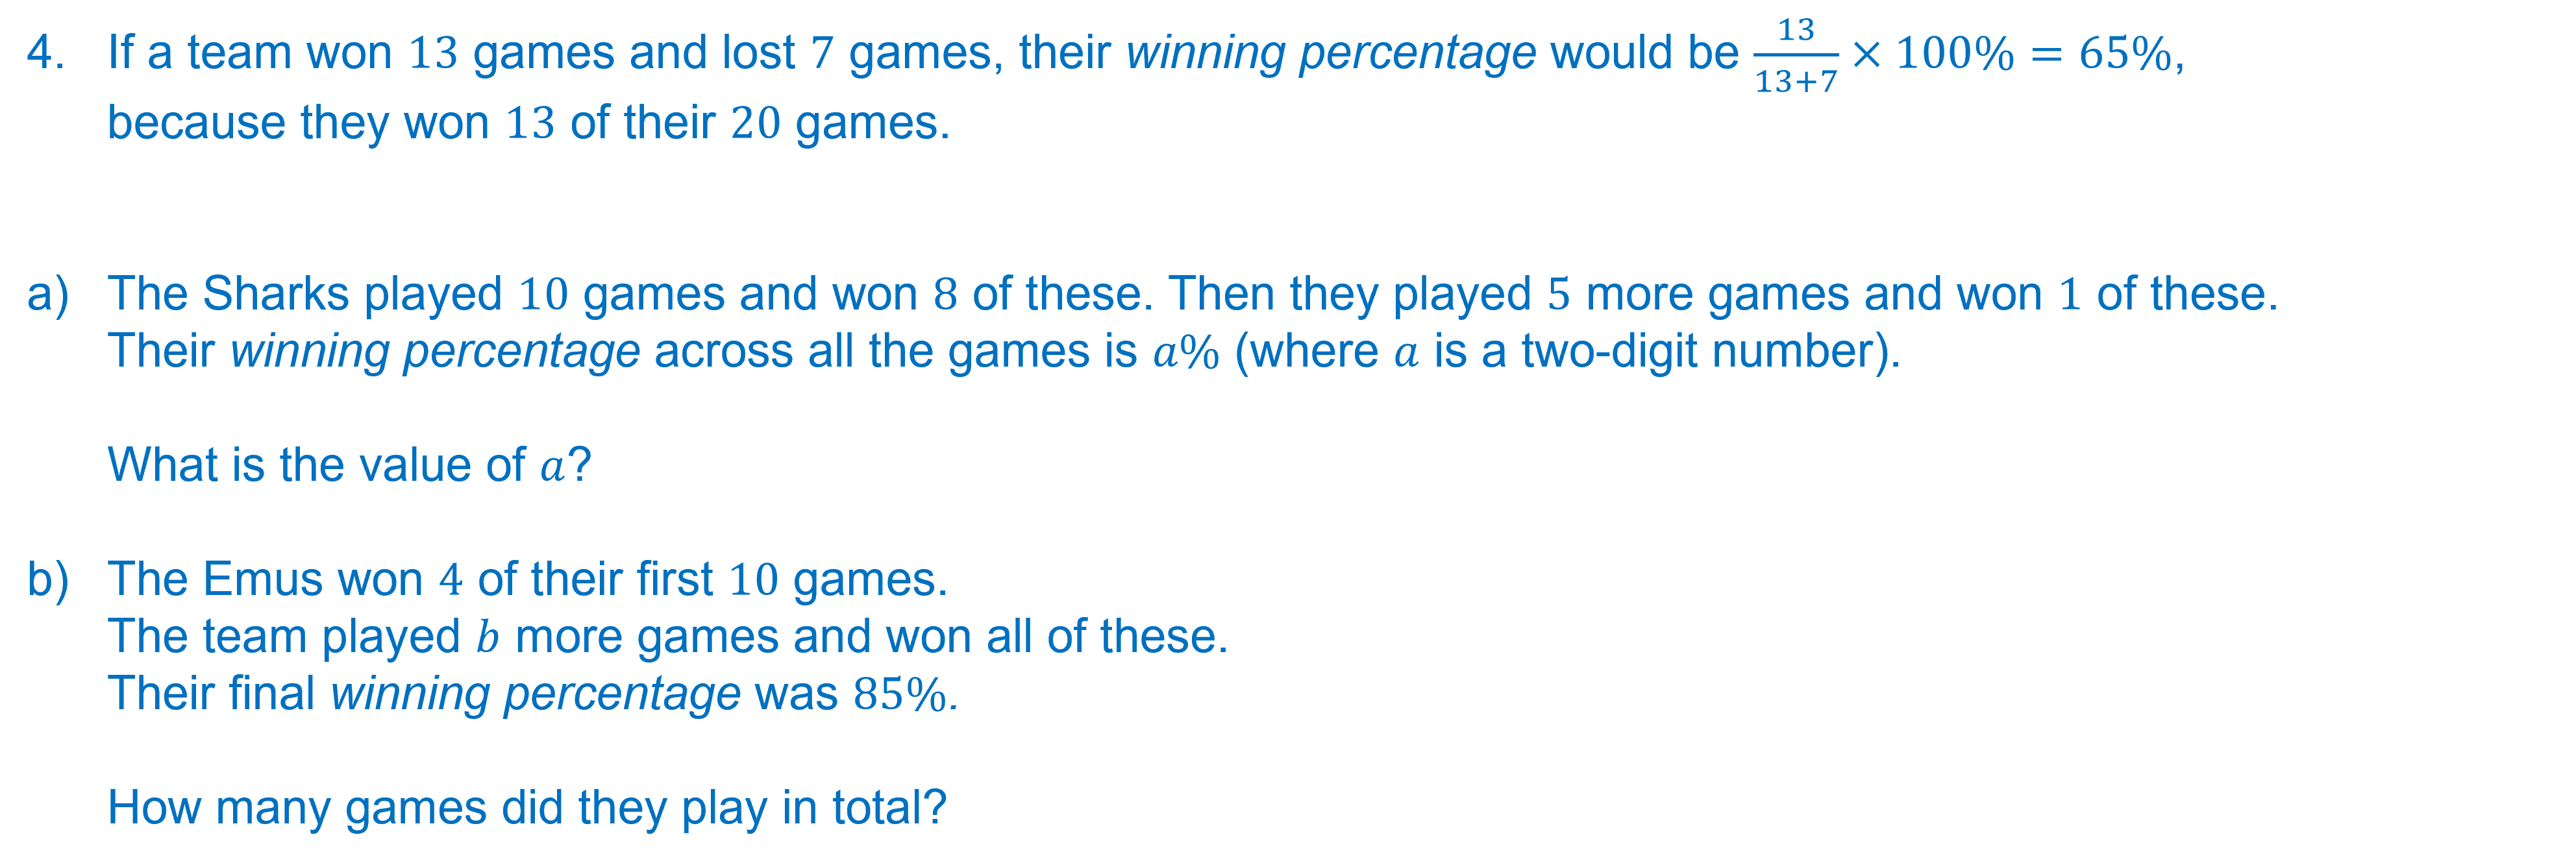 4. If a team won 13 games and lost 7 games, their winning percentage would be 13/(13+7) × 100% = 65%,
because they won 13 of their 20 games.
a) The Sharks played 10 games and won 8 of these. Then they played 5 more games and won 1 of these.
Their winning percentage across all the games is a% (where a is a two-digit number).
What is the value of a?
b) The Emus won 4 of their first 10 games.
The team played b more games and won all of these.
Their final winning percentage was 85%.
How many games did they play in total?